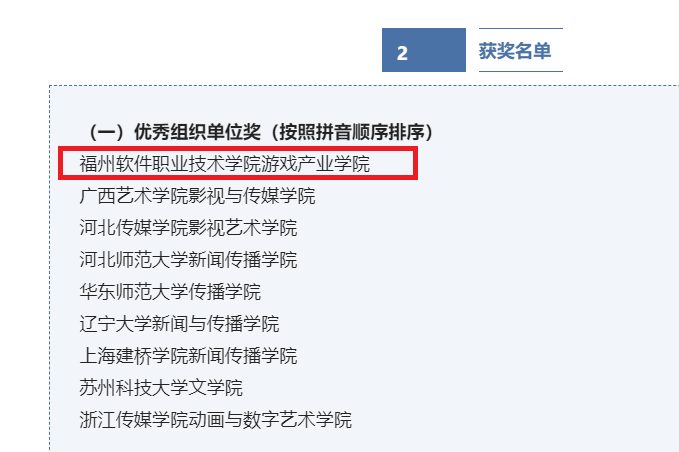 2 获奖名单
（一）优秀组织单位奖（按照拼音顺序排序）
福州软件职业技术学院游戏产业学院
广西艺术学院影视与传媒学院
河北传媒学院影视艺术学院
河北师范大学新闻传播学院
华东师范大学传播学院
辽宁大学新闻与传播学院
上海建桥学院新闻传播学院
苏州科技大学文学院
浙江传媒学院动画与数字艺术学院